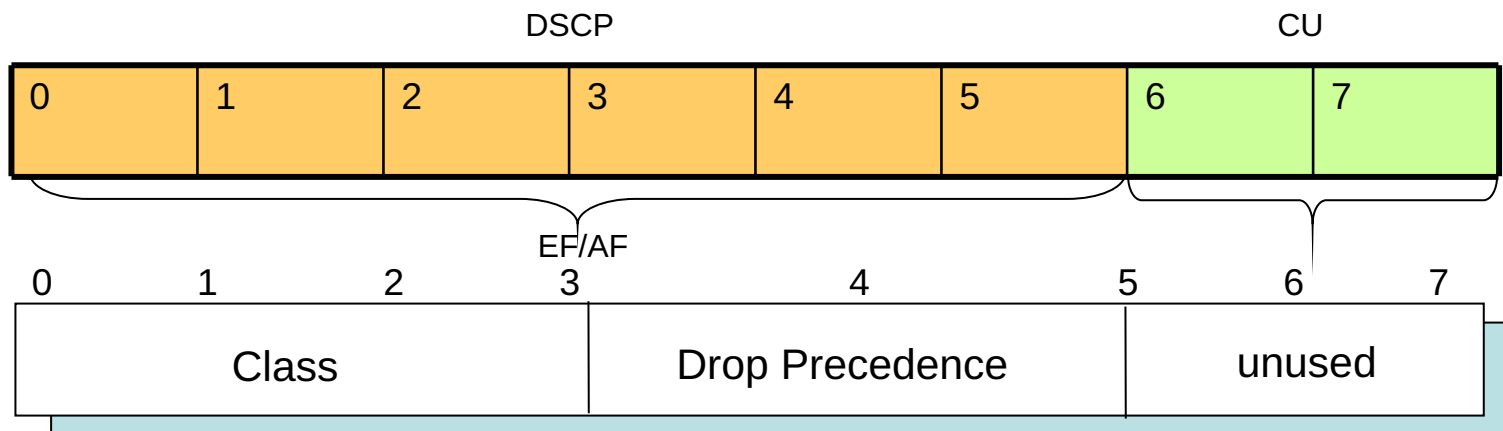 DSCP CU
0 1 2 3 4 5 6 7
EF/AF
0 1 2 3 4 5 6 7
Class Drop Precedence unused